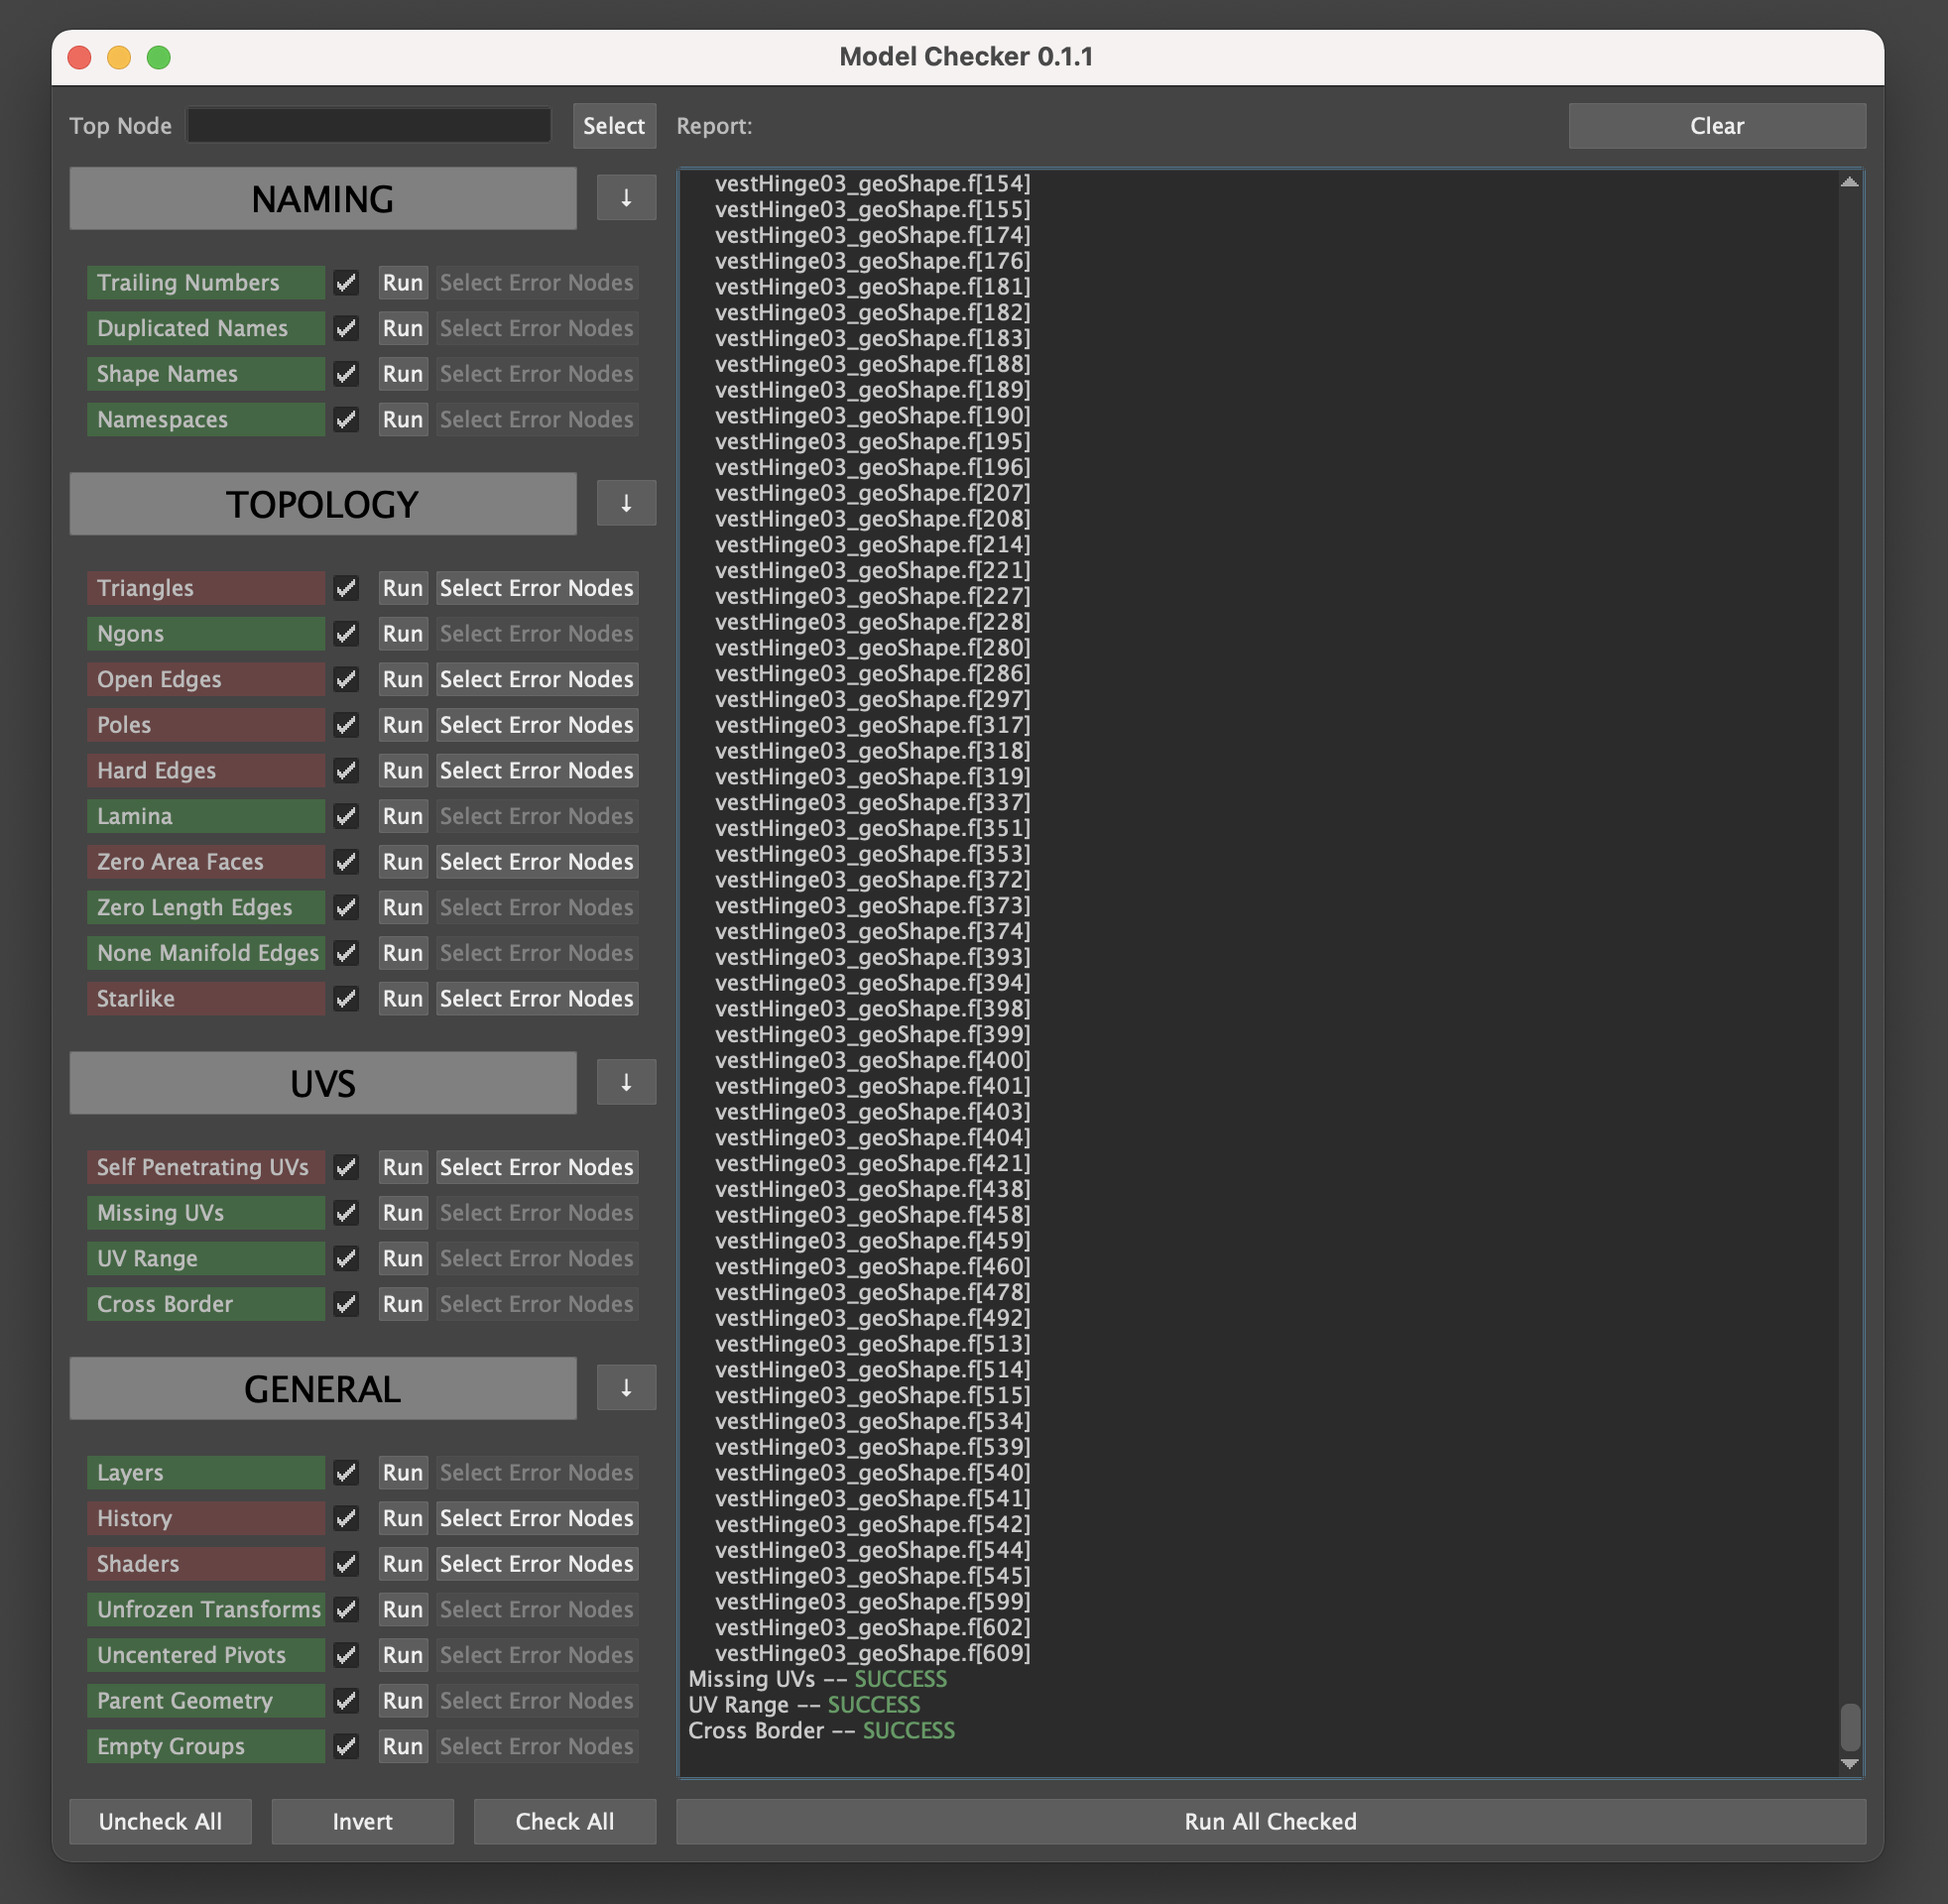 Model Checker 0.1.1
Top Node
Select
Report:
Clear
NAMING
↓
Trailing Numbers Run Select Error Nodes
Duplicated Names Run Select Error Nodes
Shape Names Run Select Error Nodes
Namespaces Run Select Error Nodes
TOPOLOGY
↓
Triangles Run Select Error Nodes
Ngons Run Select Error Nodes
Open Edges Run Select Error Nodes
Poles Run Select Error Nodes
Hard Edges Run Select Error Nodes
Lamina Run Select Error Nodes
Zero Area Faces Run Select Error Nodes
Zero Length Edges Run Select Error Nodes
None Manifold Edges Run Select Error Nodes
Starlike Run Select Error Nodes
UVS
↓
Self Penetrating UVs Run Select Error Nodes
Missing UVs Run Select Error Nodes
UV Range Run Select Error Nodes
Cross Border Run Select Error Nodes
GENERAL
↓
Layers Run Select Error Nodes
History Run Select Error Nodes
Shaders Run Select Error Nodes
Unfrozen Transforms Run Select Error Nodes
Uncentered Pivots Run Select Error Nodes
Parent Geometry Run Select Error Nodes
Empty Groups Run Select Error Nodes
Uncheck All
Invert
Check All
vestHinge03_geoShape.f[154]
vestHinge03_geoShape.f[155]
vestHinge03_geoShape.f[174]
vestHinge03_geoShape.f[176]
vestHinge03_geoShape.f[181]
vestHinge03_geoShape.f[182]
vestHinge03_geoShape.f[183]
vestHinge03_geoShape.f[188]
vestHinge03_geoShape.f[189]
vestHinge03_geoShape.f[190]
vestHinge03_geoShape.f[195]
vestHinge03_geoShape.f[196]
vestHinge03_geoShape.f[207]
vestHinge03_geoShape.f[208]
vestHinge03_geoShape.f[214]
vestHinge03_geoShape.f[221]
vestHinge03_geoShape.f[227]
vestHinge03_geoShape.f[228]
vestHinge03_geoShape.f[280]
vestHinge03_geoShape.f[286]
vestHinge03_geoShape.f[297]
vestHinge03_geoShape.f[317]
vestHinge03_geoShape.f[318]
vestHinge03_geoShape.f[319]
vestHinge03_geoShape.f[337]
vestHinge03_geoShape.f[351]
vestHinge03_geoShape.f[353]
vestHinge03_geoShape.f[372]
vestHinge03_geoShape.f[373]
vestHinge03_geoShape.f[374]
vestHinge03_geoShape.f[393]
vestHinge03_geoShape.f[394]
vestHinge03_geoShape.f[398]
vestHinge03_geoShape.f[399]
vestHinge03_geoShape.f[400]
vestHinge03_geoShape.f[401]
vestHinge03_geoShape.f[403]
vestHinge03_geoShape.f[404]
vestHinge03_geoShape.f[421]
vestHinge03_geoShape.f[438]
vestHinge03_geoShape.f[458]
vestHinge03_geoShape.f[459]
vestHinge03_geoShape.f[460]
vestHinge03_geoShape.f[478]
vestHinge03_geoShape.f[492]
vestHinge03_geoShape.f[513]
vestHinge03_geoShape.f[514]
vestHinge03_geoShape.f[515]
vestHinge03_geoShape.f[534]
vestHinge03_geoShape.f[539]
vestHinge03_geoShape.f[540]
vestHinge03_geoShape.f[541]
vestHinge03_geoShape.f[542]
vestHinge03_geoShape.f[544]
vestHinge03_geoShape.f[545]
vestHinge03_geoShape.f[599]
vestHinge03_geoShape.f[602]
vestHinge03_geoShape.f[609]
Missing UVs -- SUCCESS
UV Range -- SUCCESS
Cross Border -- SUCCESS
Run All Checked